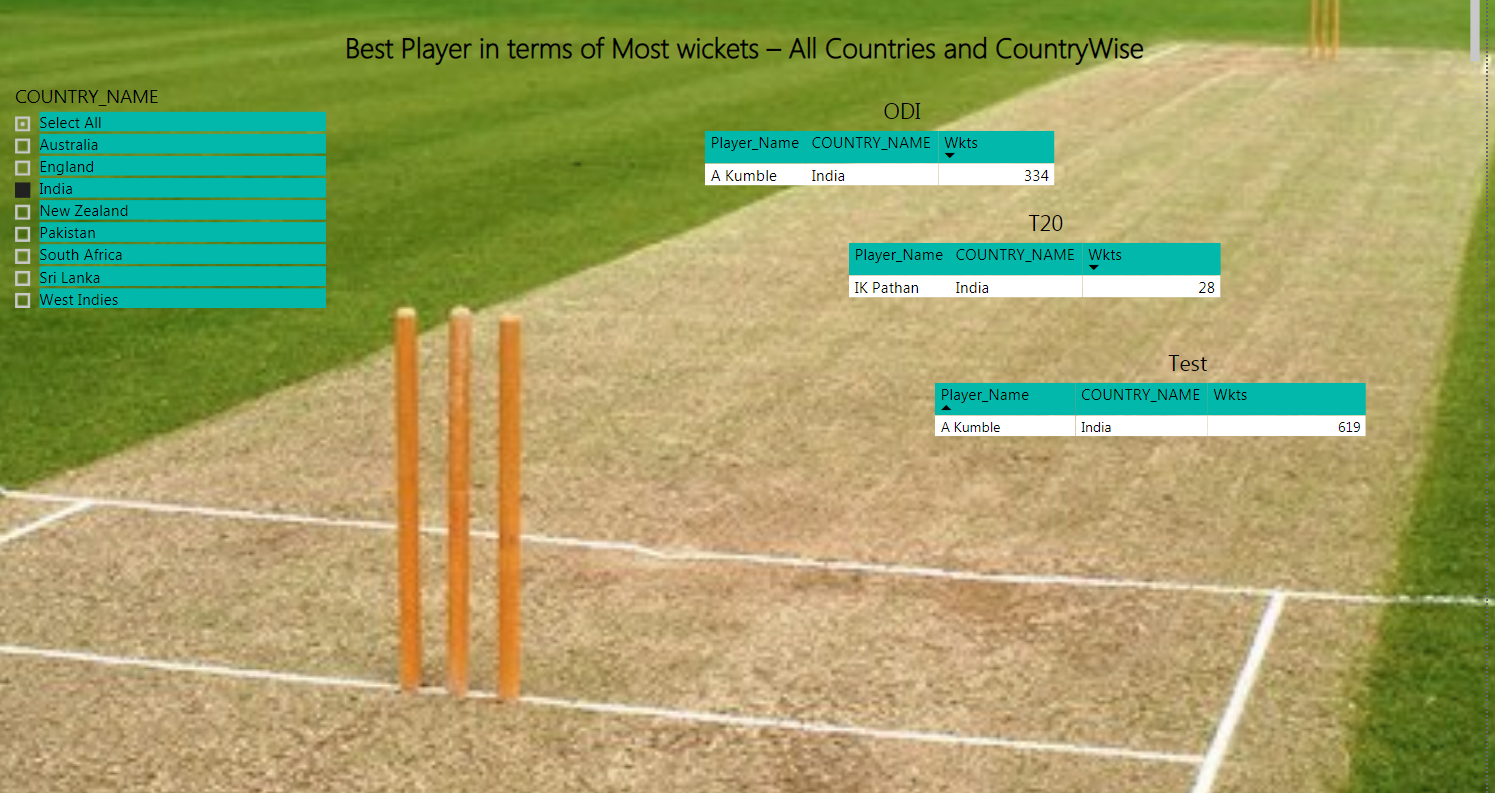 Best Player in terms of Most wickets – All Countries and CountryWise
COUNTRY_NAME
Select All
Australia
England
India
New Zealand
Pakistan
South Africa
Sri Lanka
West Indies
ODI
Player_Name COUNTRY_NAME Wkts
A Kumble India 334
T20
Player_Name COUNTRY_NAME Wkts
IK Pathan India 28
Test
Player_Name COUNTRY_NAME Wkts
A Kumble India 619